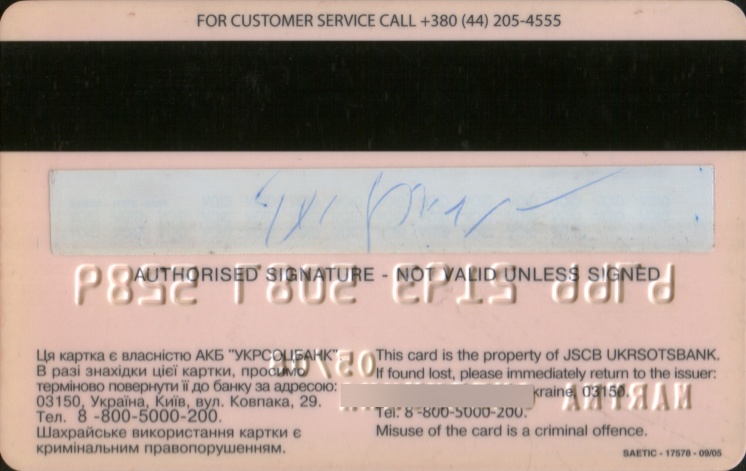 FOR CUSTOMER SERVICE CALL +380 (44) 205-4555
AUTHORISED SIGNATURE - NOT VALID UNLESS SIGNED
Ця картка є власністю АКБ "УКРСОЦБАНК".
В разі знахідки цієї картки, просимо
терміново повернути її до банку за адресою:
03150, Україна, Київ, вул. Ковпака, 29.
Тел. 8 -800-5000-200.
Шахрайське використання картки є
кримінальним правопорушенням.
This card is the property of JSCB UKRSOTSBANK.
If found lost, please immediately return to the issuer:
kraine, 03150.
Tel. 8 -800-5000-200.
Misuse of the card is a criminal offence.
SAETIC - 17578 - 09/05